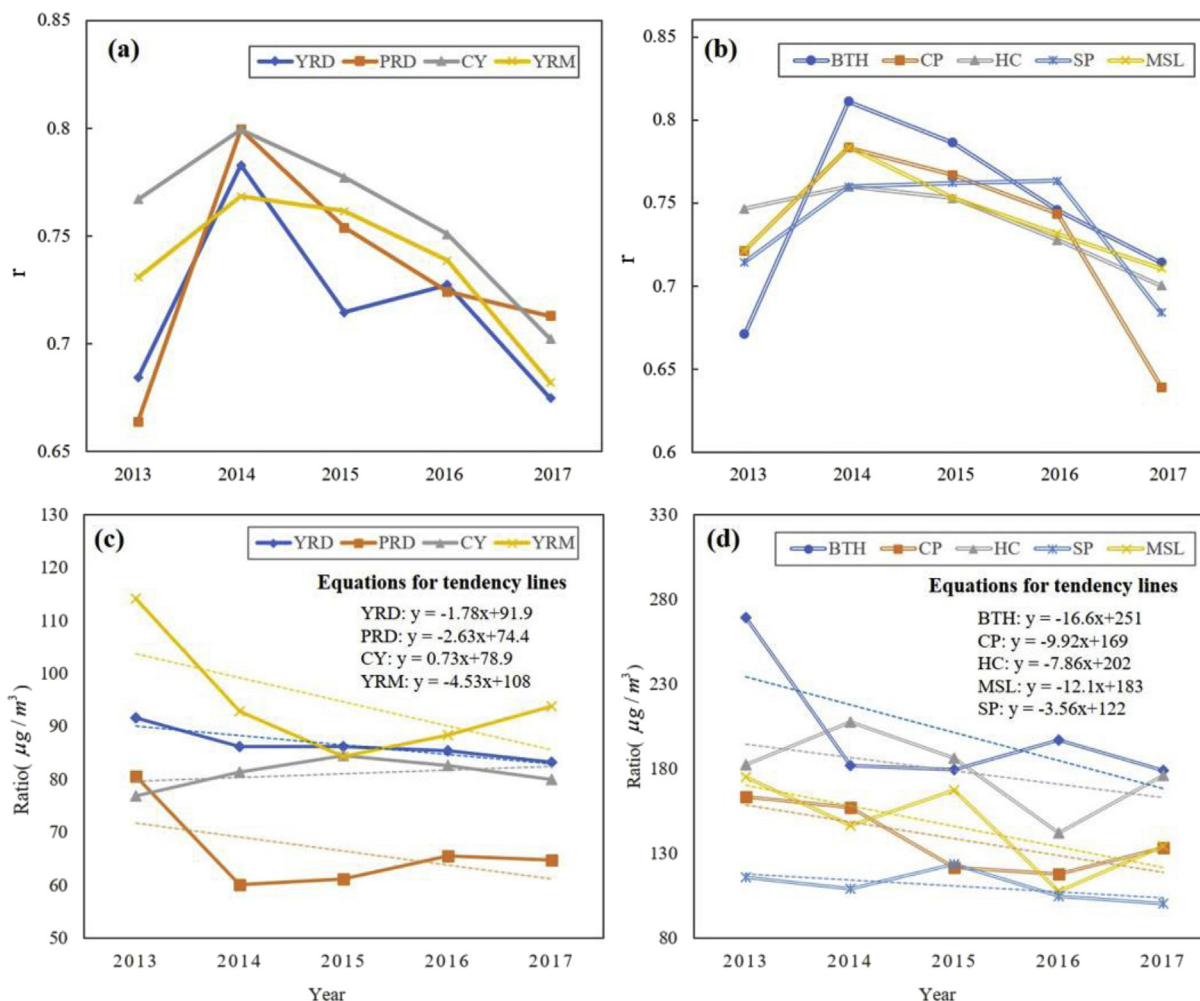 (a)
YRD PRD CY YRM
0.85
0.8
0.75
0.7
0.65
r
2013 2014 2015 2016 2017
(b)
BTH CP HC SP MSL
0.85
0.8
0.75
0.7
0.65
0.6
r
2013 2014 2015 2016 2017
(c)
YRD PRD CY YRM
Equations for tendency lines
YRD: y = -1.78x+91.9
PRD: y = -2.63x+74.4
CY: y = 0.73x+78.9
YRM: y = -4.53x+108
130
120
110
100
90
80
70
60
50
Ratio( μg / m³ )
2013 2014 2015 2016 2017
Year
(d)
BTH CP HC SP MSL
Equations for tendency lines
BTH: y = -16.6x+251
CP: y = -9.92x+169
HC: y = -7.86x+202
MSL: y = -12.1x+183
SP: y = -3.56x+122
330
280
230
180
130
80
Ratio( μg / m³ )
2013 2014 2015 2016 2017
Year